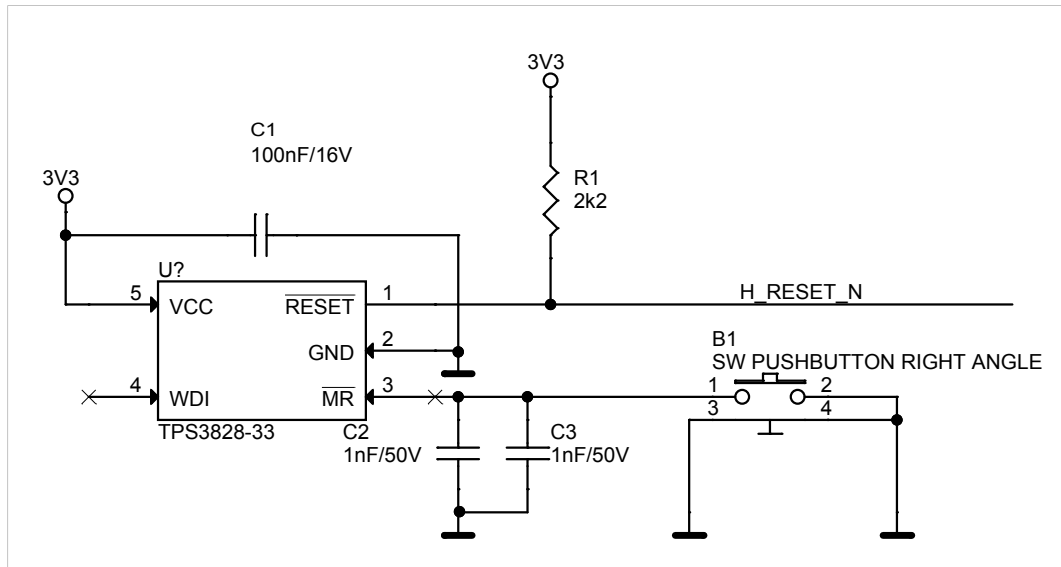 3V3
C1
100nF/16V
3V3
R1
2k2
U?
5
VCC
RESET
1
H_RESET_N
GND
2
B1
SW PUSHBUTTON RIGHT ANGLE
4
WDI
MR
3
1
2
3
4
TPS3828-33
C2
1nF/50V
C3
1nF/50V